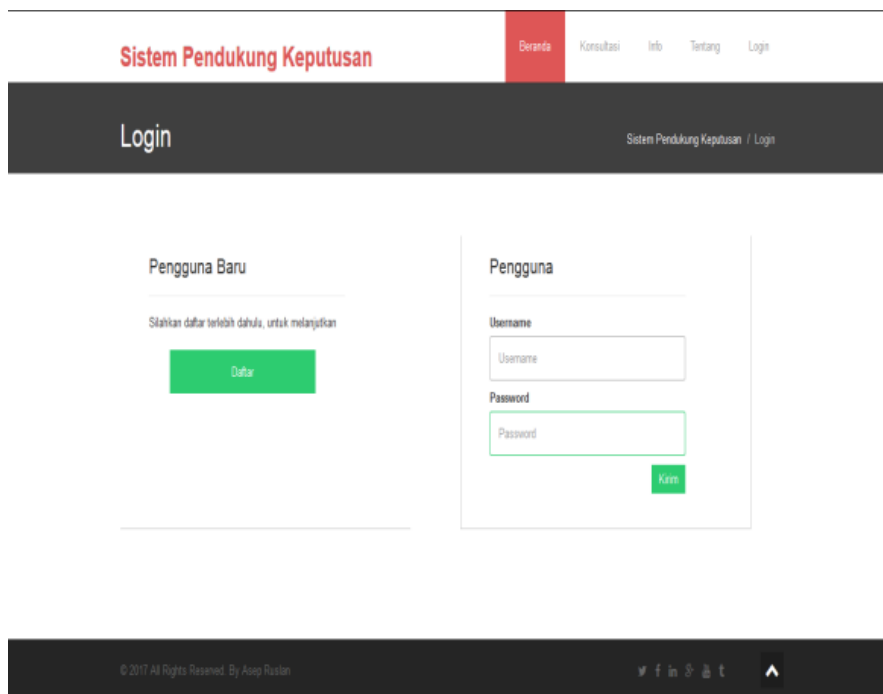 Sistem Pendukung Keputusan
Beranda Konsultasi Info Tentang Login
Login
Sistem Pendukung Keputusan / Login
Pengguna Baru
Silahkan daftar terlebih dahulu, untuk melanjutkan
Daftar
Pengguna
Username
Username
Password
Password
Kirim
© 2017 All Rights Reserved. By Asep Ruslan